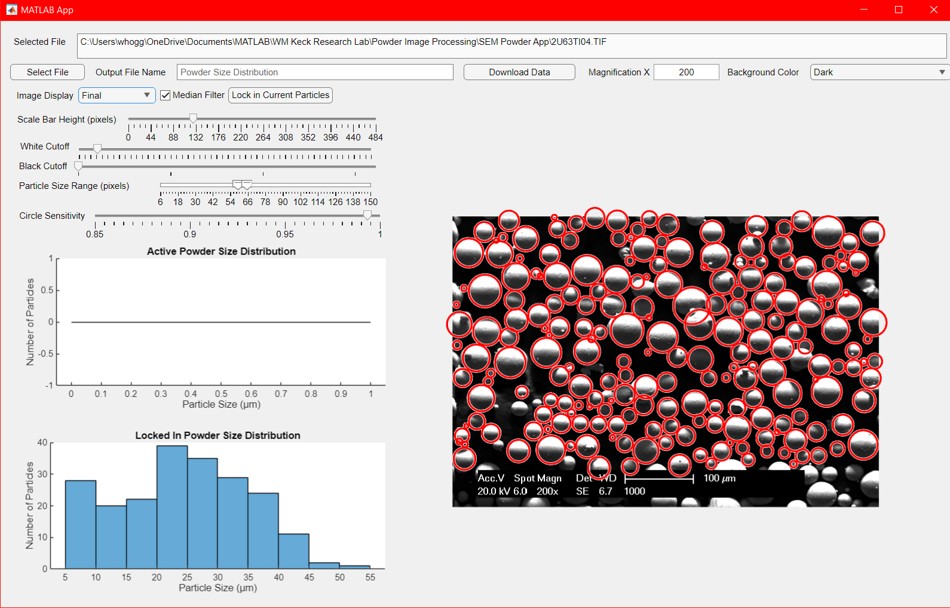 MATLAB App
Selected File C:\Users\whogg\OneDrive\Documents\MATLAB\WM Keck Research Lab\Powder Image Processing\SEM Powder App\2U63TI04.TIF
Select File Output File Name Powder Size Distribution Download Data Magnification X 200 Background Color Dark
Image Display Final Median Filter Lock in Current Particles
Scale Bar Height (pixels)
0 44 88 132 176 220 264 308 352 396 440 484
White Cutoff
Black Cutoff
Particle Size Range (pixels)
6 18 30 42 54 66 78 90 102 114 126 138 150
Circle Sensitivity
0.85 0.9 0.95 1
Active Powder Size Distribution
Number of Particles
1
0.5
0
-0.5
-1
0 0.1 0.2 0.3 0.4 0.5 0.6 0.7 0.8 0.9 1
Particle Size (μm)
Locked In Powder Size Distribution
Number of Particles
40
30
20
10
0
5 10 15 20 25 30 35 40 45 50 55
Particle Size (μm)
Acc.V Spot Magn Det WD 100 μm
20.0 kV 6.0 200x SE 6.7 1000